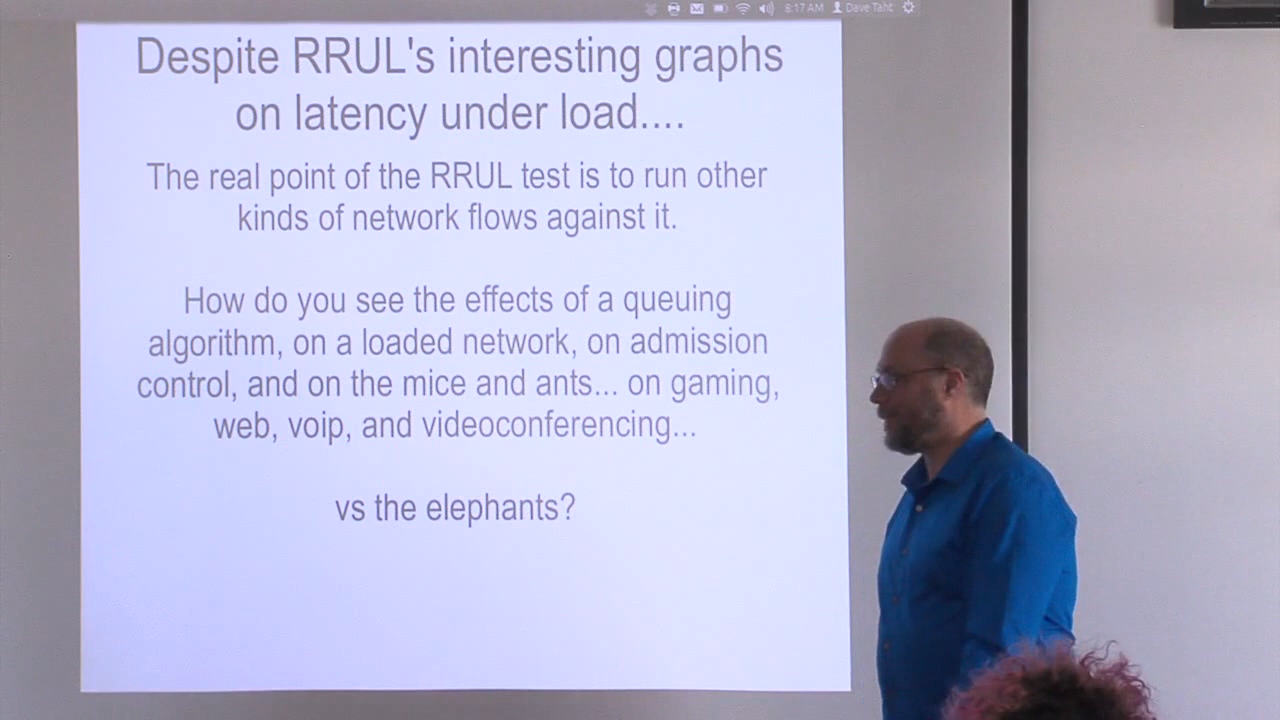 8:17 AM Dave Taht
Despite RRUL's interesting graphs
on latency under load....
The real point of the RRUL test is to run other
kinds of network flows against it.
How do you see the effects of a queuing
algorithm, on a loaded network, on admission
control, and on the mice and ants... on gaming,
web, voip, and videoconferencing...
vs the elephants?